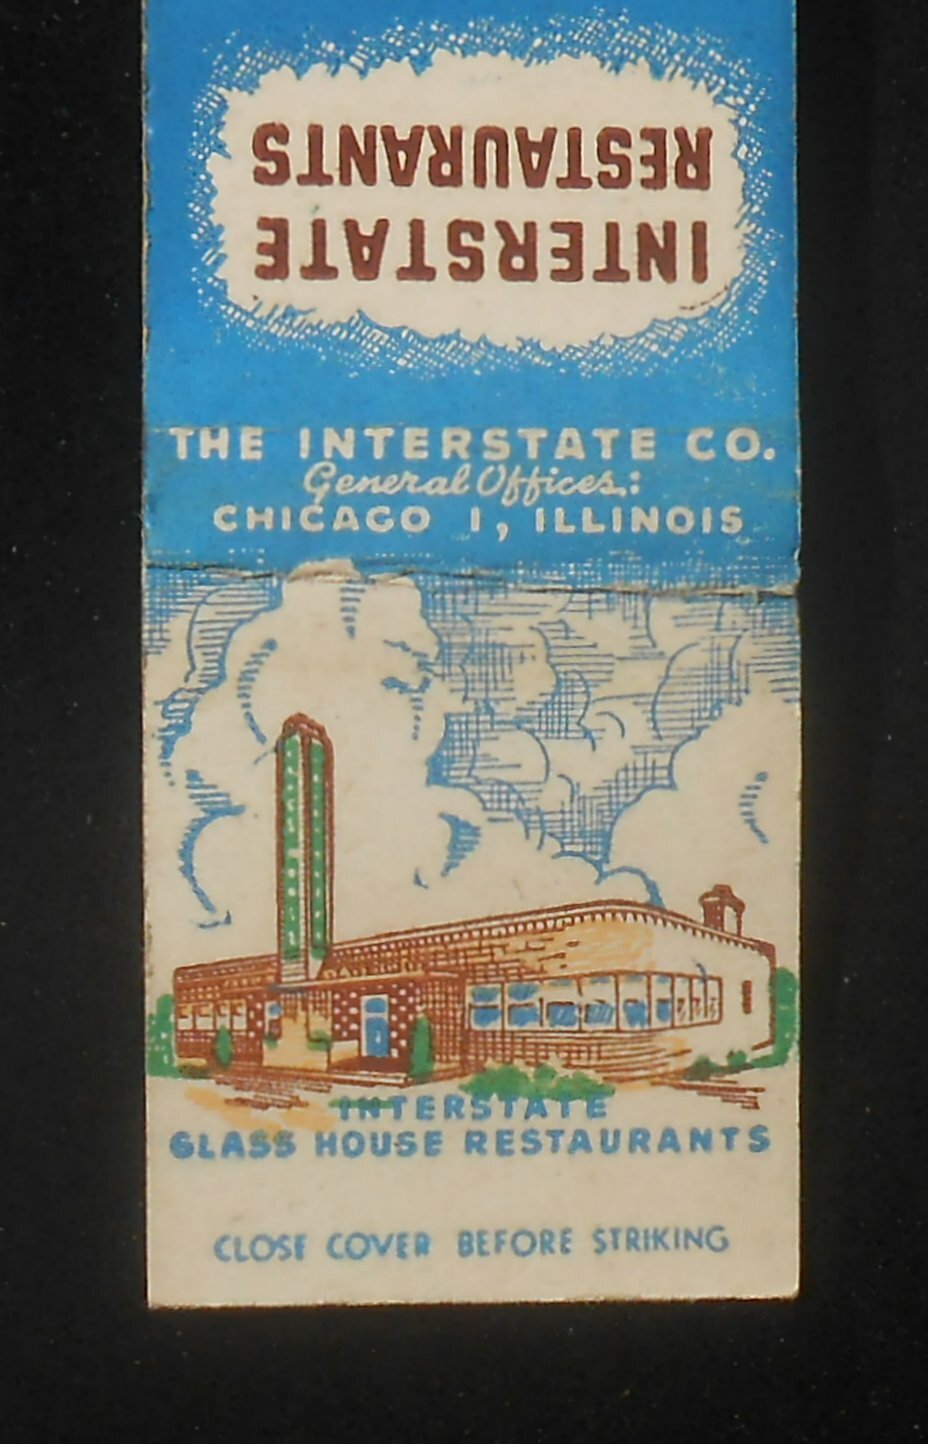 INTERSTATE
RESTAURANTS
THE INTERSTATE CO.
General Offices:
CHICAGO 1, ILLINOIS
INTERSTATE
GLASS HOUSE RESTAURANTS
CLOSE COVER BEFORE STRIKING